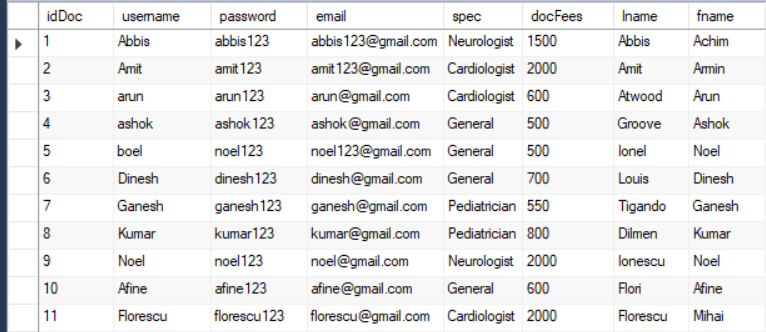 idDoc username password email spec docFees lname fname
1 Abbis abbis123 abbis123@gmail.com Neurologist 1500 Abbis Achim
2 Amit amit123 amit123@gmail.com Cardiologist 2000 Amit Armin
3 arun arun123 arun@gmail.com Cardiologist 600 Atwood Arun
4 ashok ashok123 ashok@gmail.com General 500 Groove Ashok
5 boel noel123 noel123@gmail.com General 500 Ionel Noel
6 Dinesh dinesh123 dinesh@gmail.com General 700 Louis Dinesh
7 Ganesh ganesh123 ganesh@gmail.com Pediatrician 550 Tigando Ganesh
8 Kumar kumar123 kumar@gmail.com Pediatrician 800 Dilmen Kumar
9 Noel noel123 noel@gmail.com Neurologist 2000 Ionescu Noel
10 Afine afine123 afine@gmail.com General 600 Flori Afine
11 Florescu florescu123 florescu@gmail.com Cardiologist 2000 Florescu Mihai